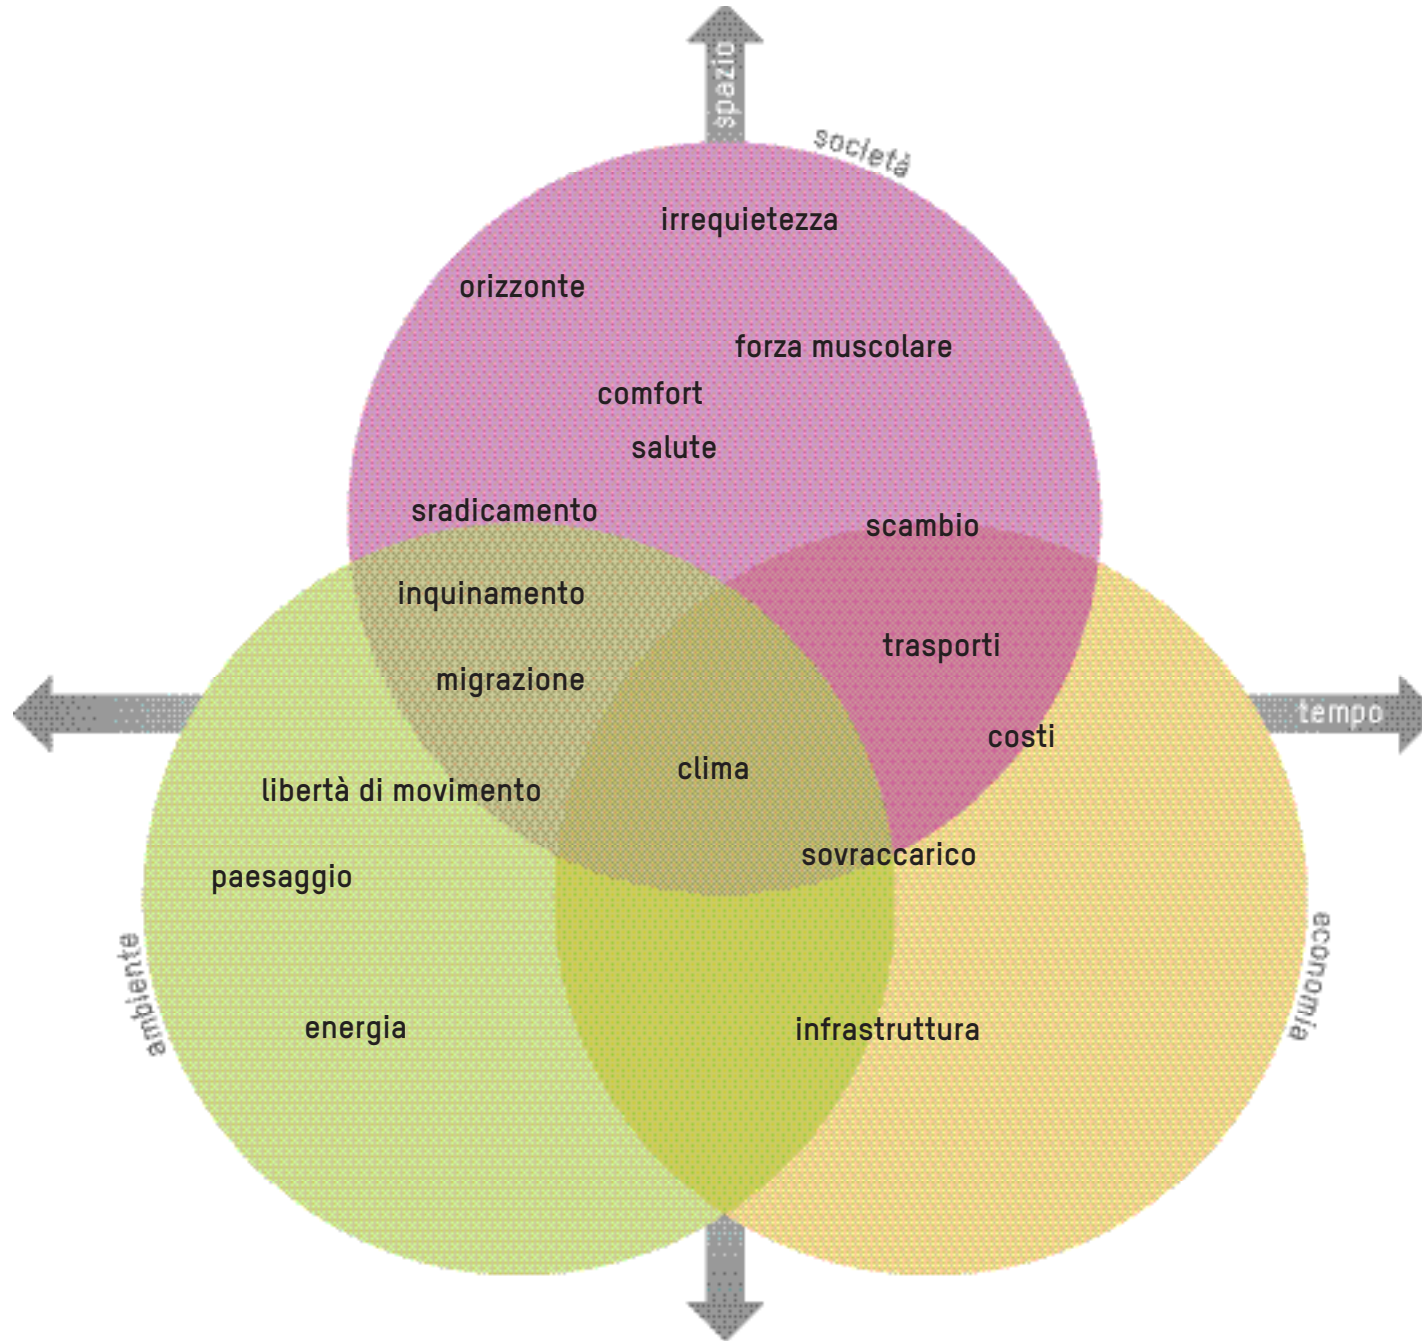 spazio
società
irrequietezza
orizzonte
forza muscolare
comfort
salute
sradicamento
scambio
inquinamento
trasporti
migrazione
tempo
costi
clima
libertà di movimento
sovraccarico
paesaggio
ambiente
economia
energia
infrastruttura